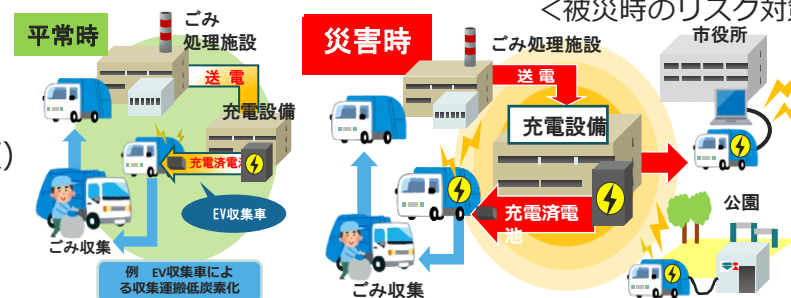 <被災時のリスク対策
平常時
ごみ
処理施設
送 電
充電設備
充電済電池
EV収集車
ごみ収集
例 EV収集車によ
る収集運搬低炭素化
災害時
ごみ処理施設
送 電
充電設備
充電済電
池
ごみ収集
市役所
公園
)